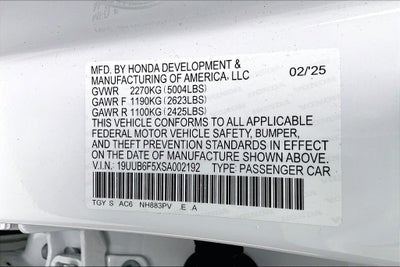 MFD. BY HONDA DEVELOPMENT &
MANUFACTURING OF AMERICA, LLC 02/'25
GVWR 2270KG (5004LBS)
GAWR F 1190KG (2623LBS)
GAWR R 1100KG (2425LBS)
THIS VEHICLE CONFORMS TO ALL APPLICABLE
FEDERAL MOTOR VEHICLE SAFETY, BUMPER,
AND THEFT PREVENTION STANDARDS IN EFFECT
ON THE DATE OF MANUFACTURE SHOWN ABOVE.
V.I.N.: 19UUB6F5XSA002192 TYPE: PASSENGER CAR
TGY S AC6 NH883PV E A